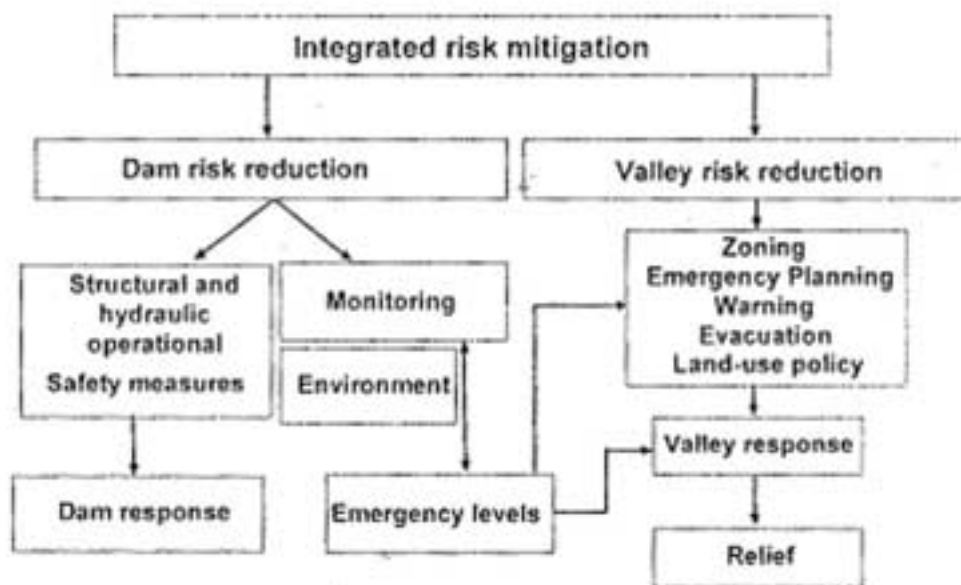 Integrated risk mitigation
Dam risk reduction
Valley risk reduction
Structural and
hydraulic
operational
Safety measures
Monitoring
Environment
Zoning
Emergency Planning
Warning
Evacuation
Land-use policy
Dam response
Emergency levels
Valley response
Relief